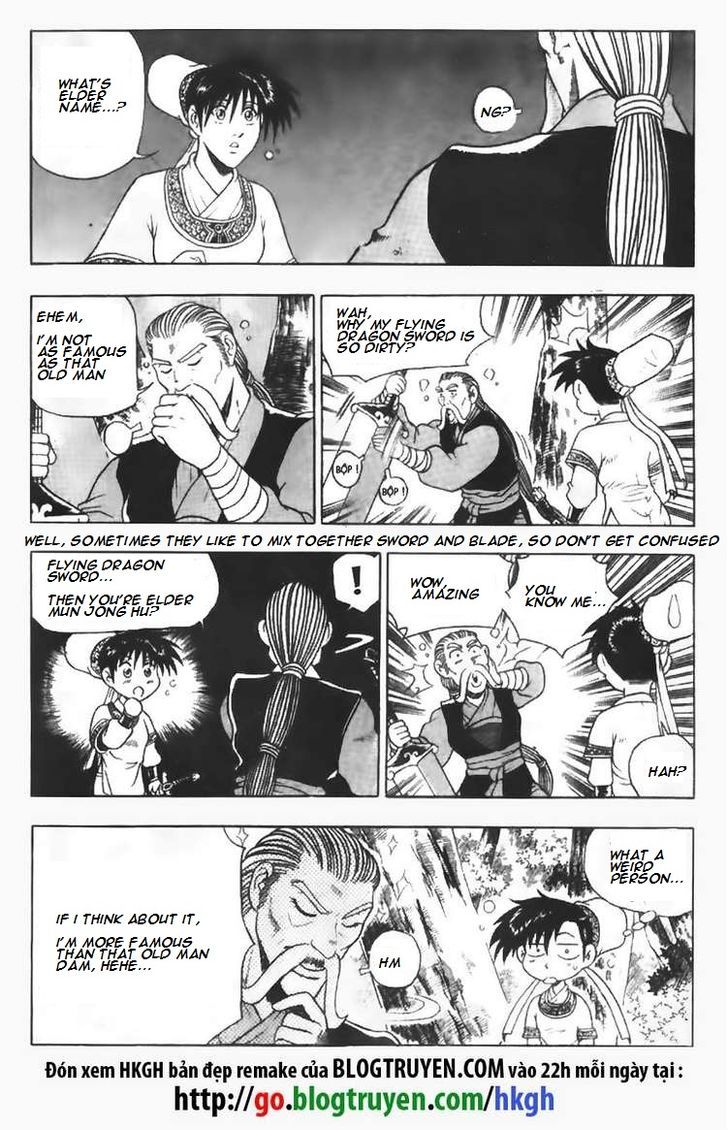 WHAT'S
ELDER
NAME...?
NG?
EHEM,
I'M NOT
AS FAMOUS
AS THAT
OLD MAN
WAH,
WHY MY FLYING
DRAGON SWORD IS
SO DIRTY?
BỘP !
BỘP !
WELL, SOMETIMES THEY LIKE TO MIX TOGETHER SWORD AND BLADE, SO DON'T GET CONFUSED
FLYING DRAGON
SWORD...
THEN YOU'RE ELDER
MUN JONG HU?
!
WOW,
AMAZING
YOU
KNOW ME...
HAH?
IF I THINK ABOUT IT,
I'M MORE FAMOUS
THAN THAT OLD MAN
DAM, HEHE...
HM
WHAT A
WEIRD
PERSON...
Đón xem HKGH bản đẹp remake của BLOGTRUYEN.COM vào 22h mỗi ngày tại :
http://go.blogtruyen.com/hkgh